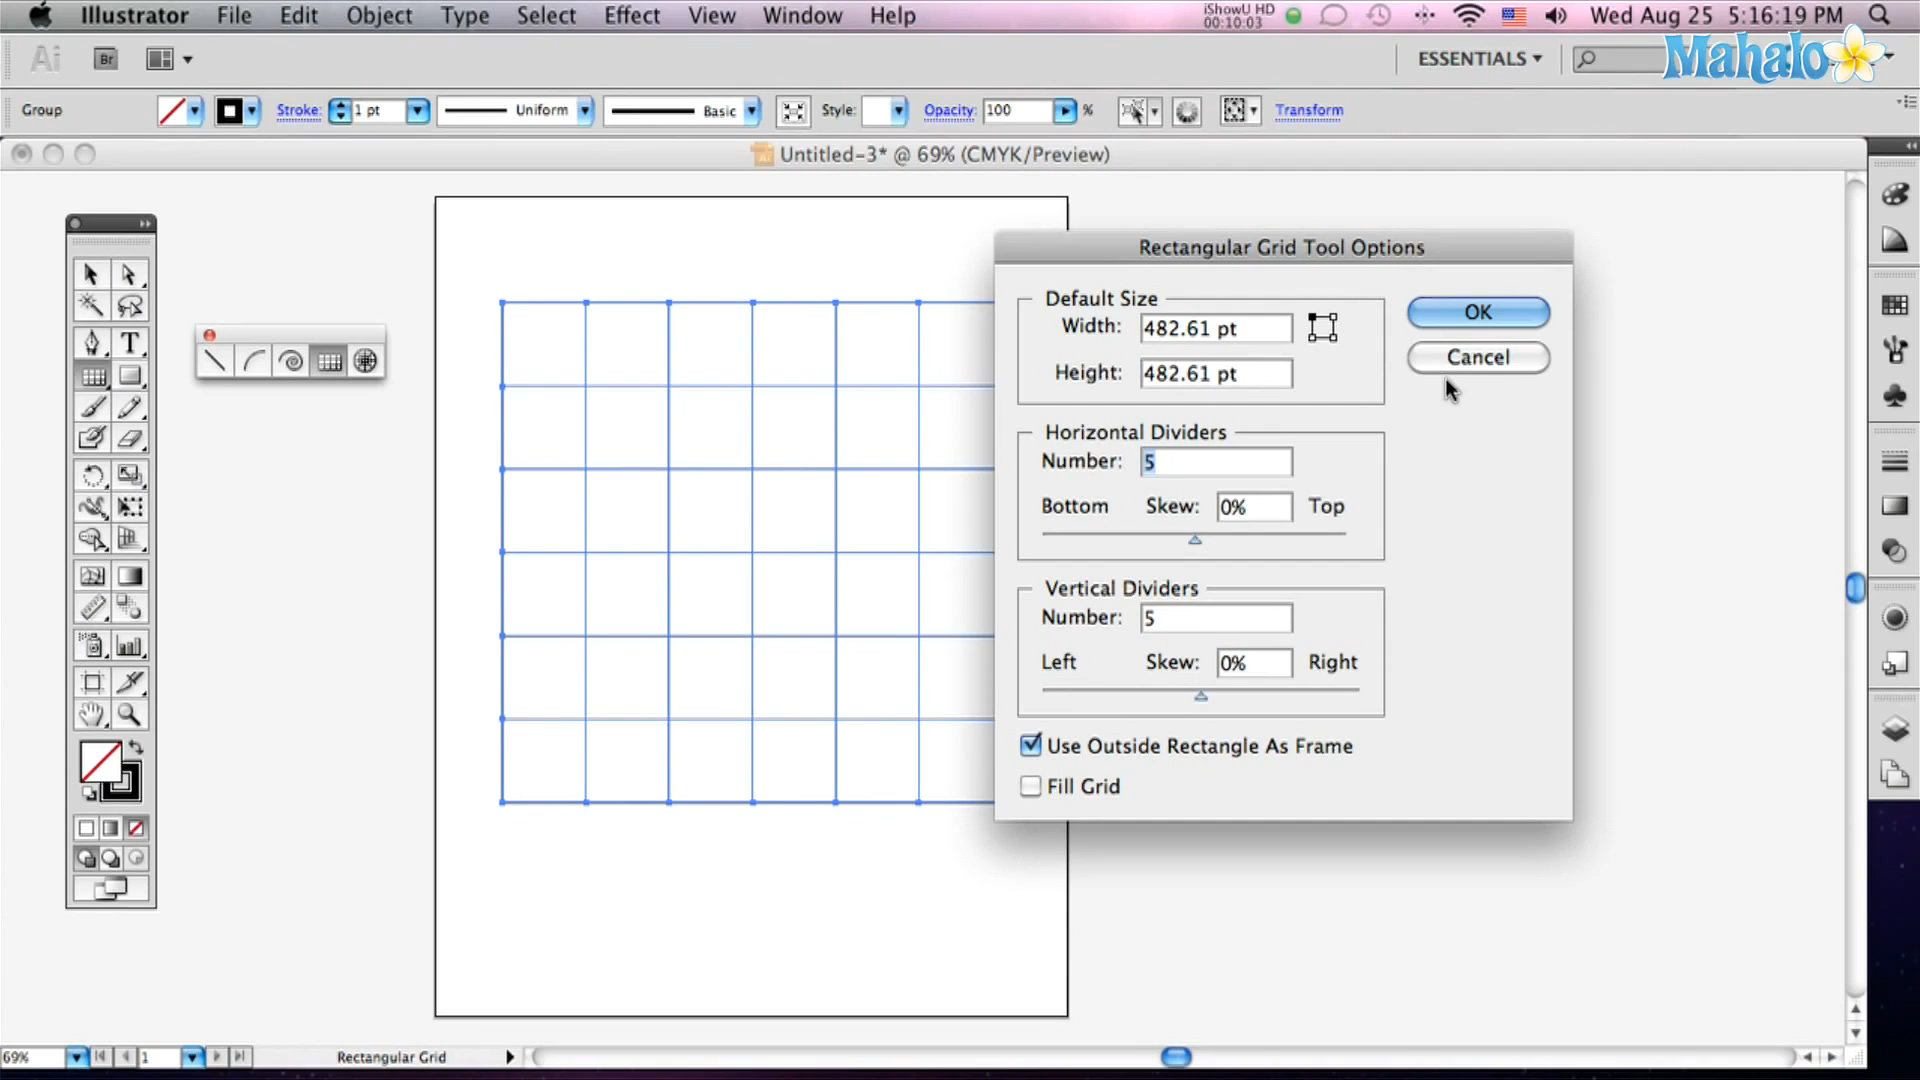 Illustrator File Edit Object Type Select Effect View Window Help iShowU HD 00:10:03 Wed Aug 25 5:16:19 PM
Ai Br ESSENTIALS Mahalo
Group Stroke: 1 pt Uniform Basic Style: Opacity: 100 % Transform
Untitled-3* @ 69% (CMYK/Preview)
Rectangular Grid Tool Options
Default Size
Width: 482.61 pt
OK
Height: 482.61 pt
Cancel
Horizontal Dividers
Number: 5
Bottom Skew: 0% Top
Vertical Dividers
Number: 5
Left Skew: 0% Right
Use Outside Rectangle As Frame
Fill Grid
T
69% 1 Rectangular Grid